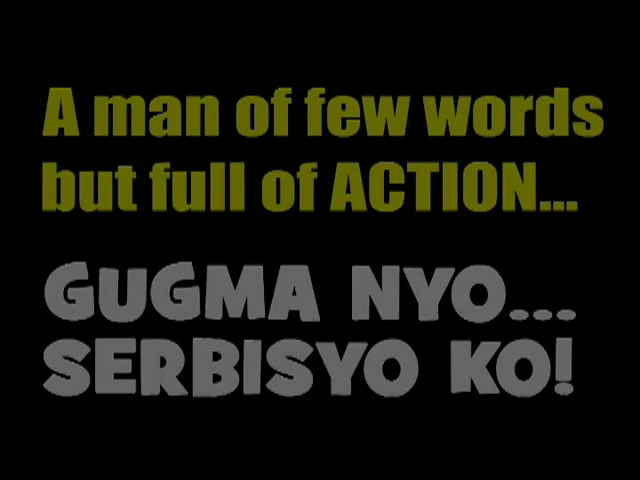 A man of few words
but full of ACTION...
GUGMA NYO...
SERBISYO KO!